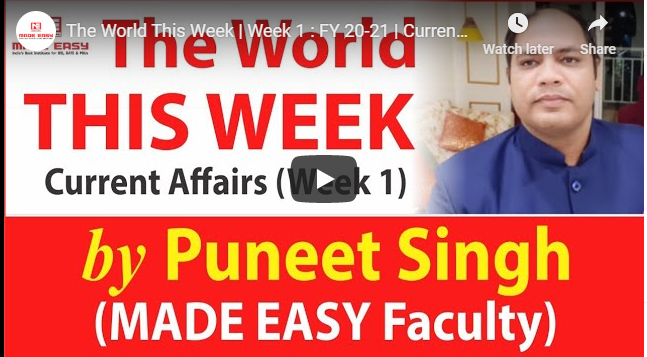 The World This Week | Week 1 : FY 20-21 | Curren...
Watch later
Share
MADE EASY
India's Best Institute for IES, GATE & PSUs
The World
THIS WEEK
Current Affairs (Week 1)
by Puneet Singh
(MADE EASY Faculty)